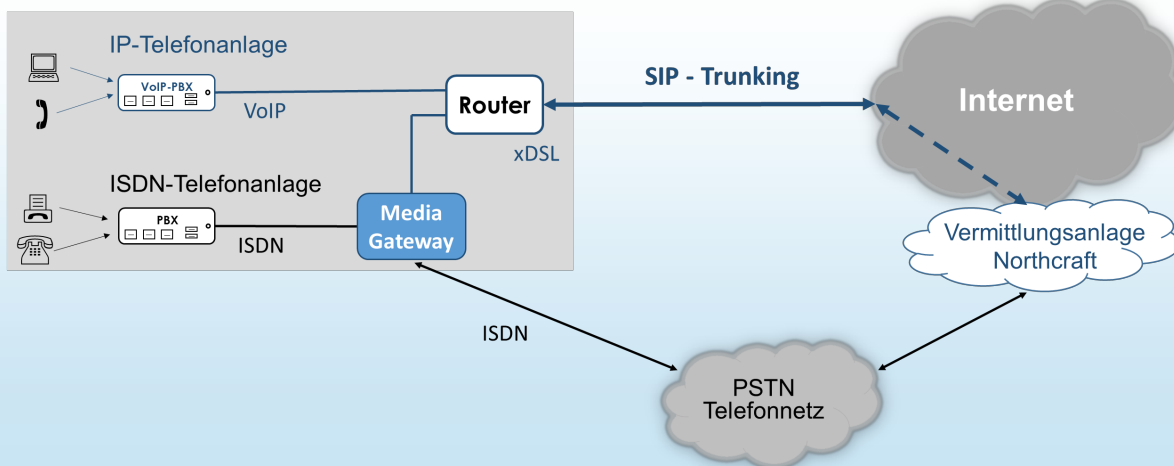 IP-Telefonanlage
VoIP-PBX
VoIP
Router
xDSL
SIP - Trunking
Internet
ISDN-Telefonanlage
PBX
ISDN
Media
Gateway
Vermittlungsanlage
Northcraft
ISDN
PSTN
Telefonnetz